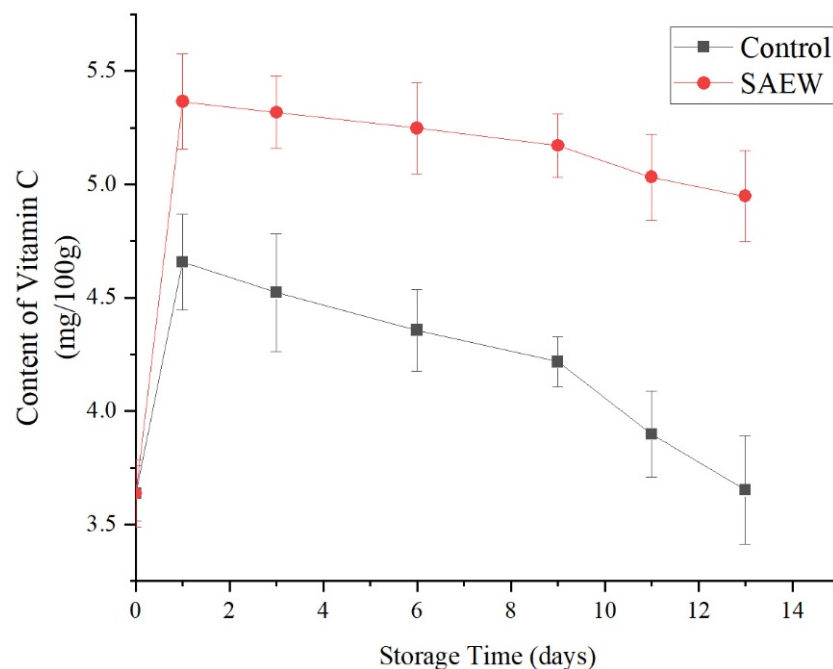 Control
SAEW
5.5
5.0
4.5
4.0
3.5
Content of Vitamin C
(mg/100g)
0 2 4 6 8 10 12 14
Storage Time (days)